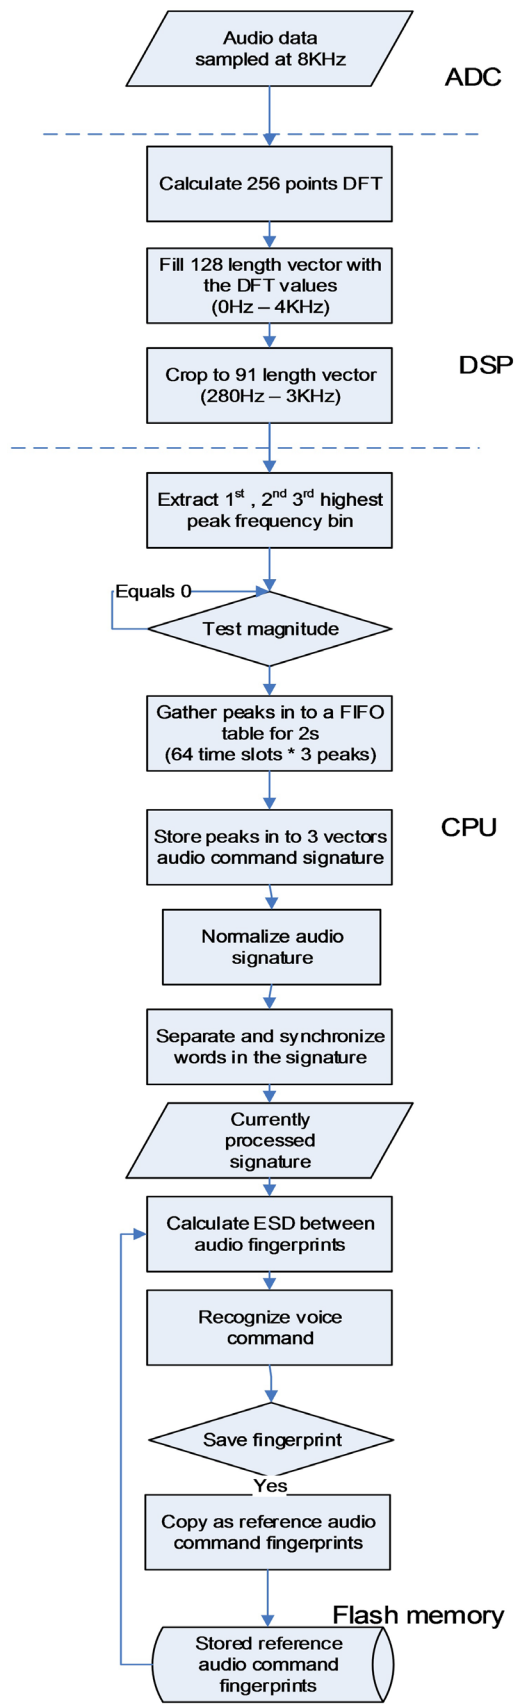 Audio data
sampled at 8KHz
ADC
Calculate 256 points DFT
Fill 128 length vector with
the DFT values
(0Hz – 4KHz)
DSP
Crop to 91 length vector
(280Hz – 3KHz)
Extract 1st , 2nd 3rd highest
peak frequency bin
Equals 0
Test magnitude
Gather peaks in to a FIFO
table for 2s
(64 time slots * 3 peaks)
CPU
Store peaks in to 3 vectors
audio command signature
Normalize audio
signature
Separate and synchronize
words in the signature
Currently
processed
signature
Calculate ESD between
audio fingerprints
Recognize voice
command
Save fingerprint
Yes
Copy as reference audio
command fingerprints
Flash memory
Stored reference
audio command
fingerprints